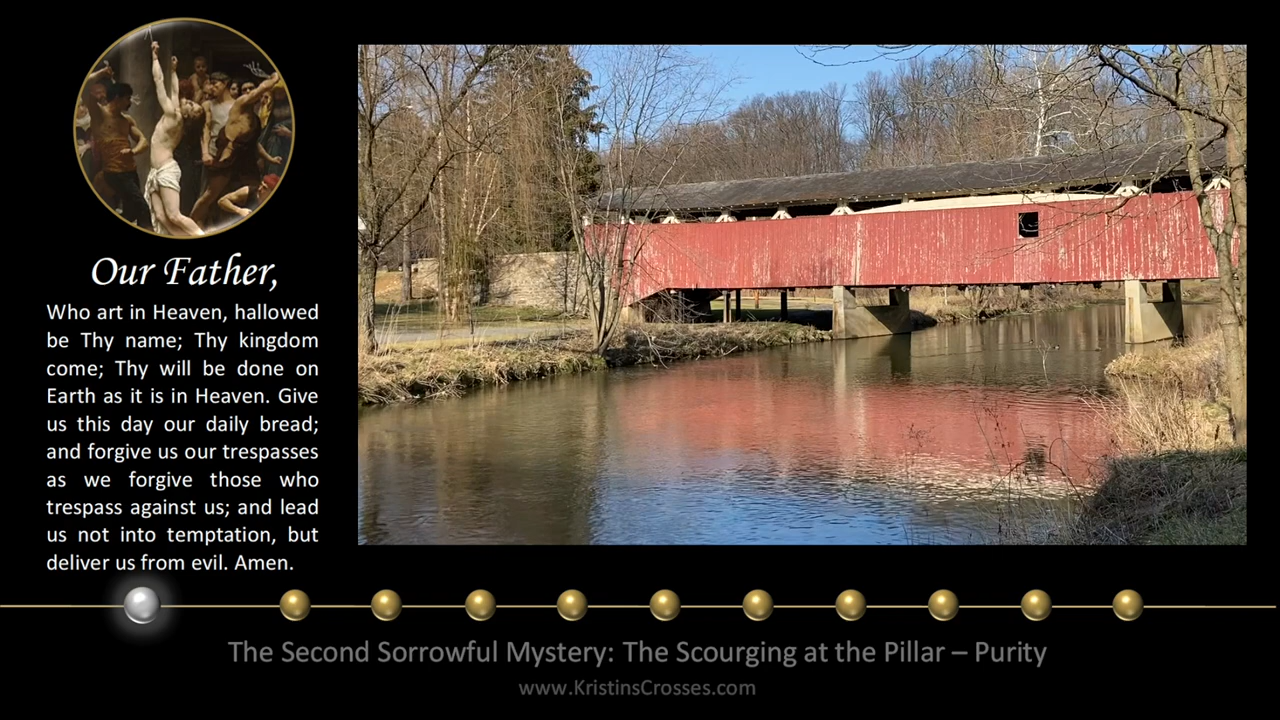 Our Father,
Who art in Heaven, hallowed
be Thy name; Thy kingdom
come; Thy will be done on
Earth as it is in Heaven. Give
us this day our daily bread;
and forgive us our trespasses
as we forgive those who
trespass against us; and lead
us not into temptation, but
deliver us from evil. Amen.
The Second Sorrowful Mystery: The Scourging at the Pillar – Purity
www.KristinsCrosses.com